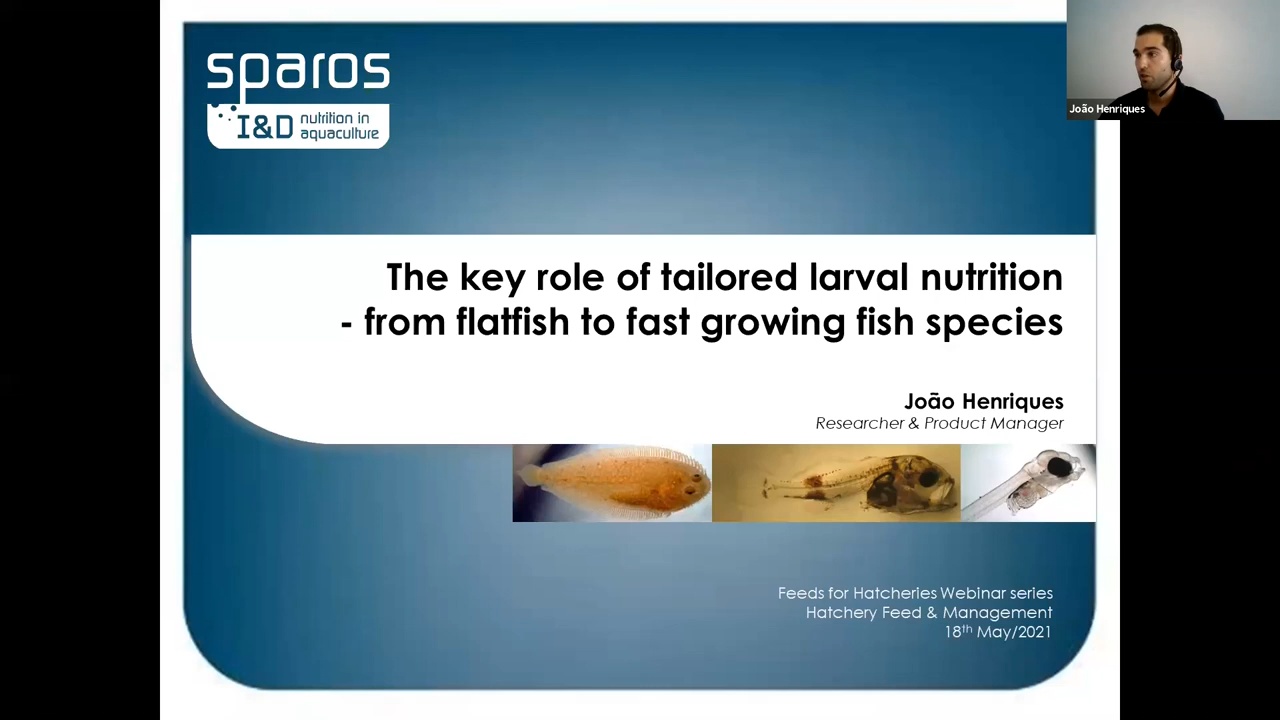 sparos
I&D nutrition in
aquaculture
João Henriques
The key role of tailored larval nutrition
- from flatfish to fast growing fish species
João Henriques
Researcher & Product Manager
Feeds for Hatcheries Webinar series
Hatchery Feed & Management
18th May/2021